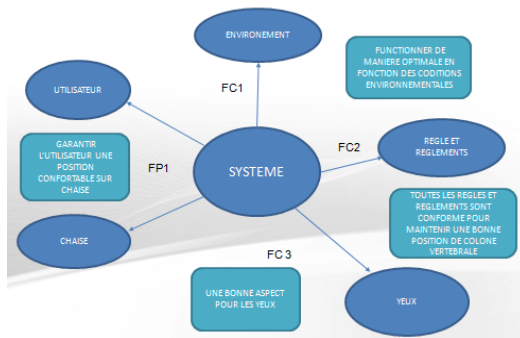 ENVIRONEMENT
FUNCTIONNER DE
MANIERE OPTIMALE EN
FONCTION DES CODITIONS
ENVIRONNEMENTALES
UTILISATEUR
FC1
GARANTIR
L'UTILISATEUR UNE
POSITION
CONFORTABLE SUR
CHAISE
FP1
SYSTEME
FC2
REGLE ET
REGLEMENTS
TOUTES LES REGLES ET
REGLEMENTS SONT
CONFORME POUR
MAINTENIR UNE BONNE
POSITION DE COLONE
VERTEBRALE
CHAISE
FC 3
UNE BONNE ASPECT
POUR LES YEUX
YEUX